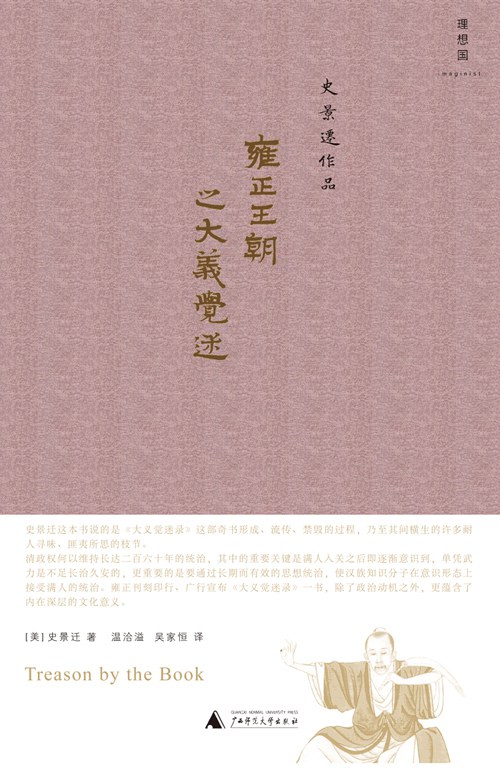 理想国
imaginist
史景遷作品
雍正王朝
之大義覺迷
史景迁这本书说的是《大义觉迷录》这部奇书形成、流传、禁毁的过程，乃至其间横生的许多耐
人寻味、匪夷所思的枝节。
清政权何以维持长达二百六十年的统治，其中的重要关键是满人入关之后即逐渐意识到，单凭武
力是不足长治久安的，更重要的是要通过长期而有效的思想统治，使汉族知识分子在意识形态上
接受满人的统治。雍正刊刻印行、广行宣布《大义觉迷录》一书，除了政治动机之外，更蕴含了
内在深层的文化意义。
[美] 史景迁 著 温洽溢 吴家恒 译
Treason by the Book
GUANGXI NORMAL UNIVERSITY PRESS
广西师范大学出版社